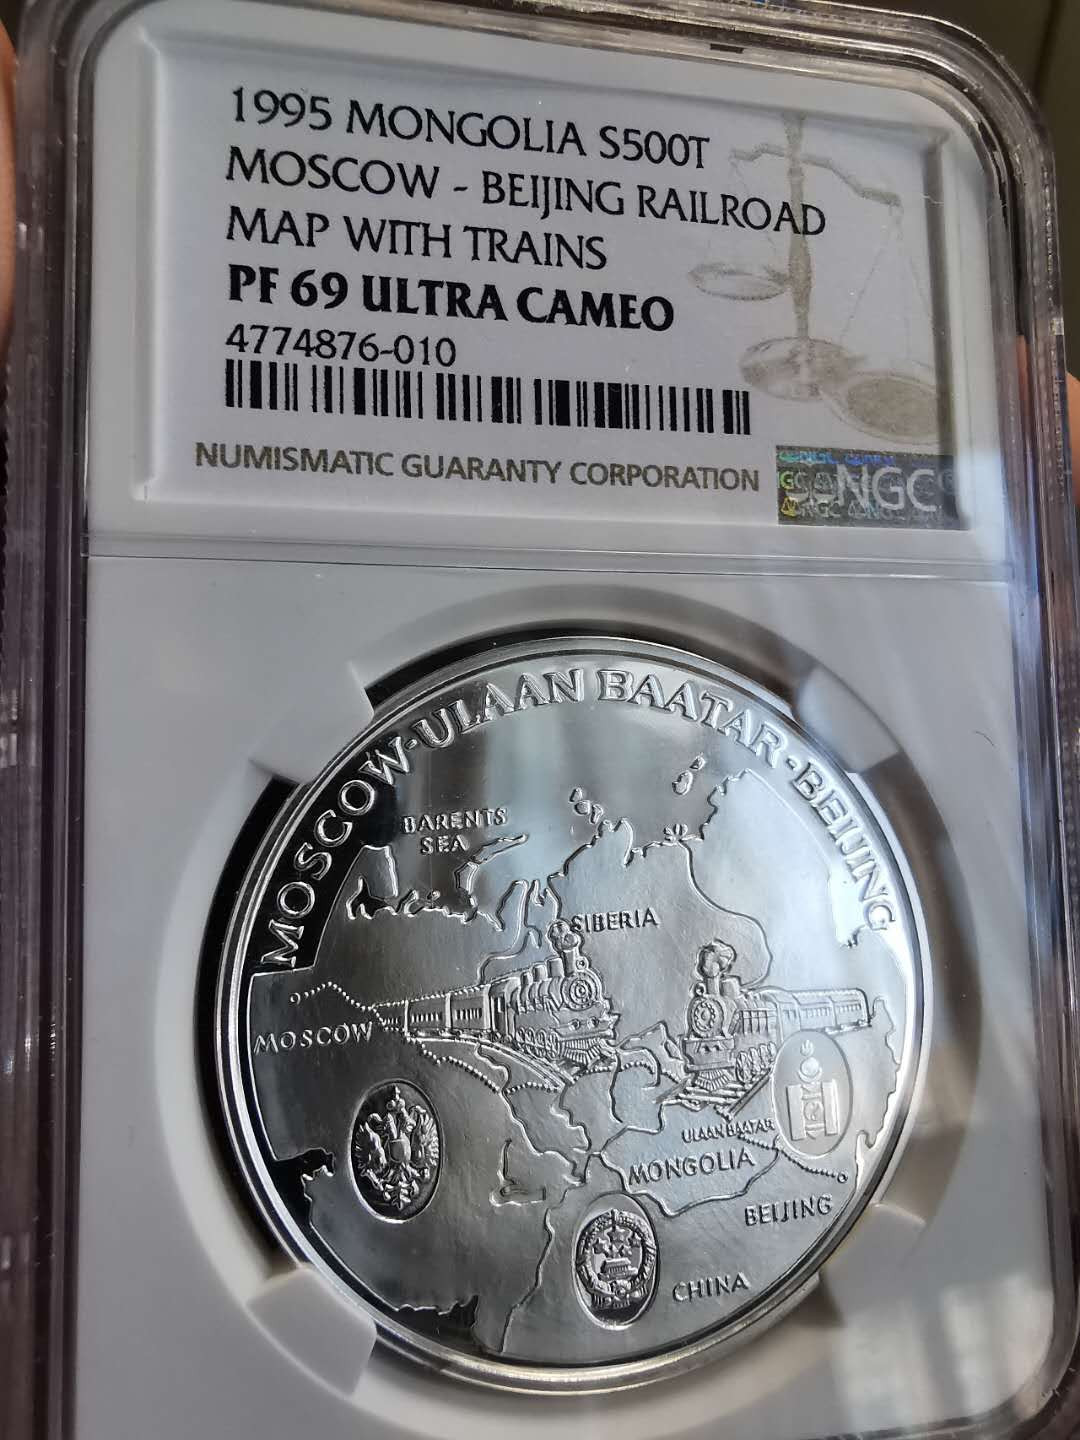 1995 MONGOLIA S500T
MOSCOW - BEIJING RAILROAD
MAP WITH TRAINS
PF 69 ULTRA CAMEO
4774876-010
NUMISMATIC GUARANTY CORPORATION
NGC
MOSCOW·ULAAN BAATAR·BEIJING
BARENTS
SEA
SIBERIA
MOSCOW
ULAAN BAATAR
MONGOLIA
BEIJING
CHINA